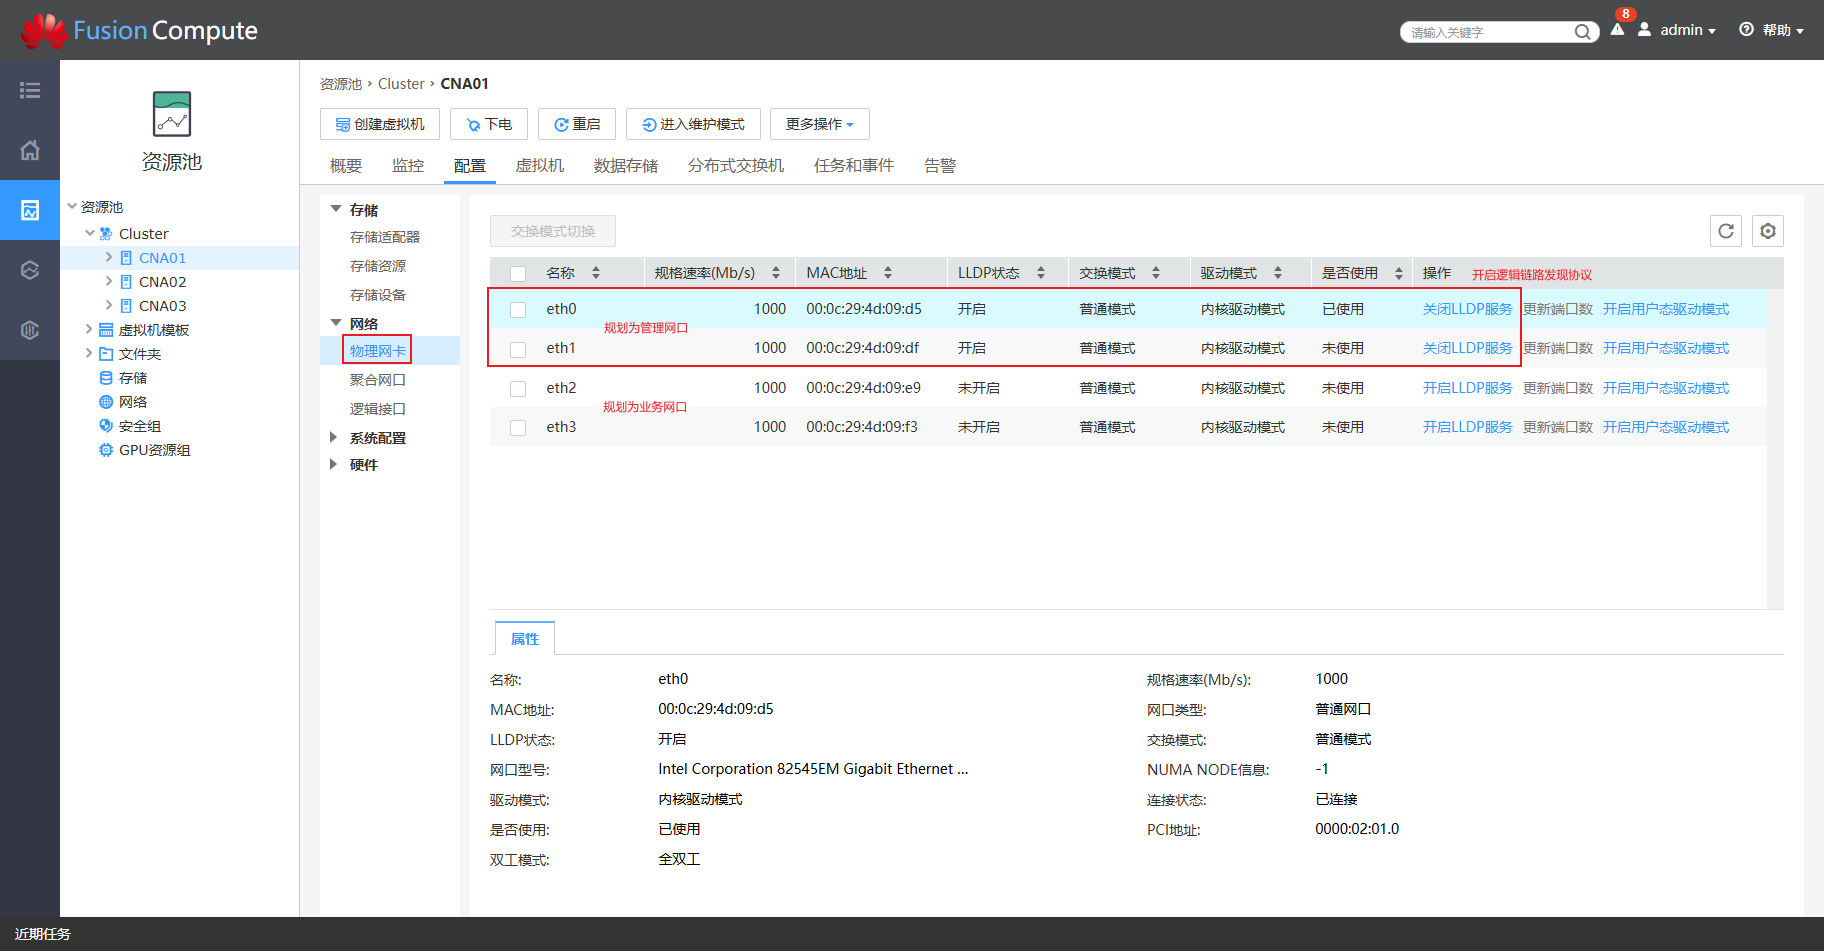 Fusion Compute
请输入关键字
8
admin
帮助
资源池
资源池
Cluster
CNA01
CNA02
CNA03
虚拟机模板
文件夹
存储
网络
安全组
GPU资源组
资源池 › Cluster › CNA01
创建虚拟机 下电 重启 进入维护模式 更多操作
概要 监控 配置 虚拟机 数据存储 分布式交换机 任务和事件 告警
存储
存储适配器
存储资源
存储设备
网络
物理网卡
聚合网口
逻辑接口
系统配置
硬件
交换模式切换
名称 规格速率(Mb/s) MAC地址 LLDP状态 交换模式 驱动模式 是否使用 操作 开启逻辑链路发现协议
eth0 1000 00:0c:29:4d:09:d5 开启 普通模式 内核驱动模式 已使用 关闭LLDP服务 更新端口数 开启用户态驱动模式
规划为管理网口
eth1 1000 00:0c:29:4d:09:df 开启 普通模式 内核驱动模式 未使用 关闭LLDP服务 更新端口数 开启用户态驱动模式
eth2 1000 00:0c:29:4d:09:e9 未开启 普通模式 内核驱动模式 未使用 开启LLDP服务 更新端口数 开启用户态驱动模式
规划为业务网口
eth3 1000 00:0c:29:4d:09:f3 未开启 普通模式 内核驱动模式 未使用 开启LLDP服务 更新端口数 开启用户态驱动模式
属性
名称: eth0 规格速率(Mb/s): 1000
MAC地址: 00:0c:29:4d:09:d5 网口类型: 普通网口
LLDP状态: 开启 交换模式: 普通模式
网口型号: Intel Corporation 82545EM Gigabit Ethernet ... NUMA NODE信息: -1
驱动模式: 内核驱动模式 连接状态: 已连接
是否使用: 已使用 PCI地址: 0000:02:01.0
双工模式: 全双工
近期任务